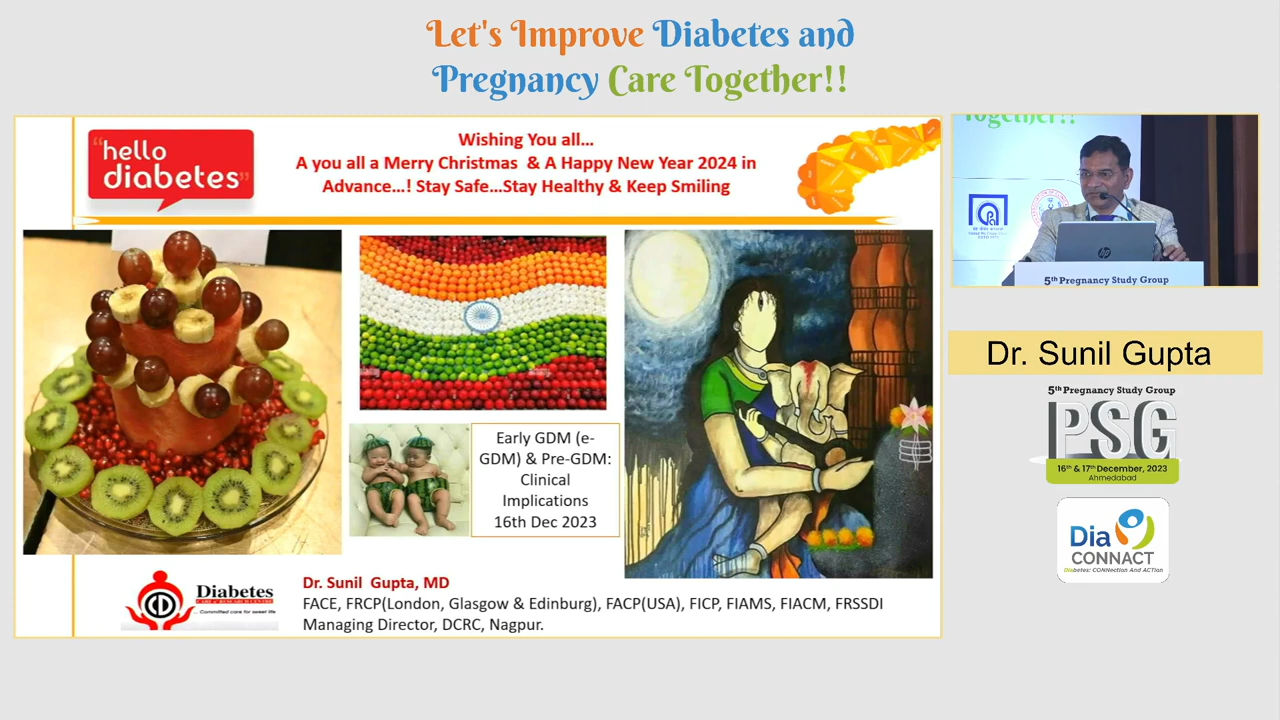 Let's Improve Diabetes and
Pregnancy Care Together!!
"hello
diabetes"
Wishing You all…
A you all a Merry Christmas & A Happy New Year 2024 in
Advance…! Stay Safe…Stay Healthy & Keep Smiling
Early GDM (e-
GDM) & Pre-GDM:
Clinical
Implications
16th Dec 2023
Diabetes
Committed care for sweet life
Dr. Sunil Gupta, MD
FACE, FRCP(London, Glasgow & Edinburg), FACP(USA), FICP, FIAMS, FIACM, FRSSDI
Managing Director, DCRC, Nagpur.
Together!!
hp
5th Pregnancy Study Group
Dr. Sunil Gupta
5th Pregnancy Study Group
PSG
16th & 17th December, 2023
Ahmedabad
Dia
CONNACT
Diabetes: CONNection And ACTion